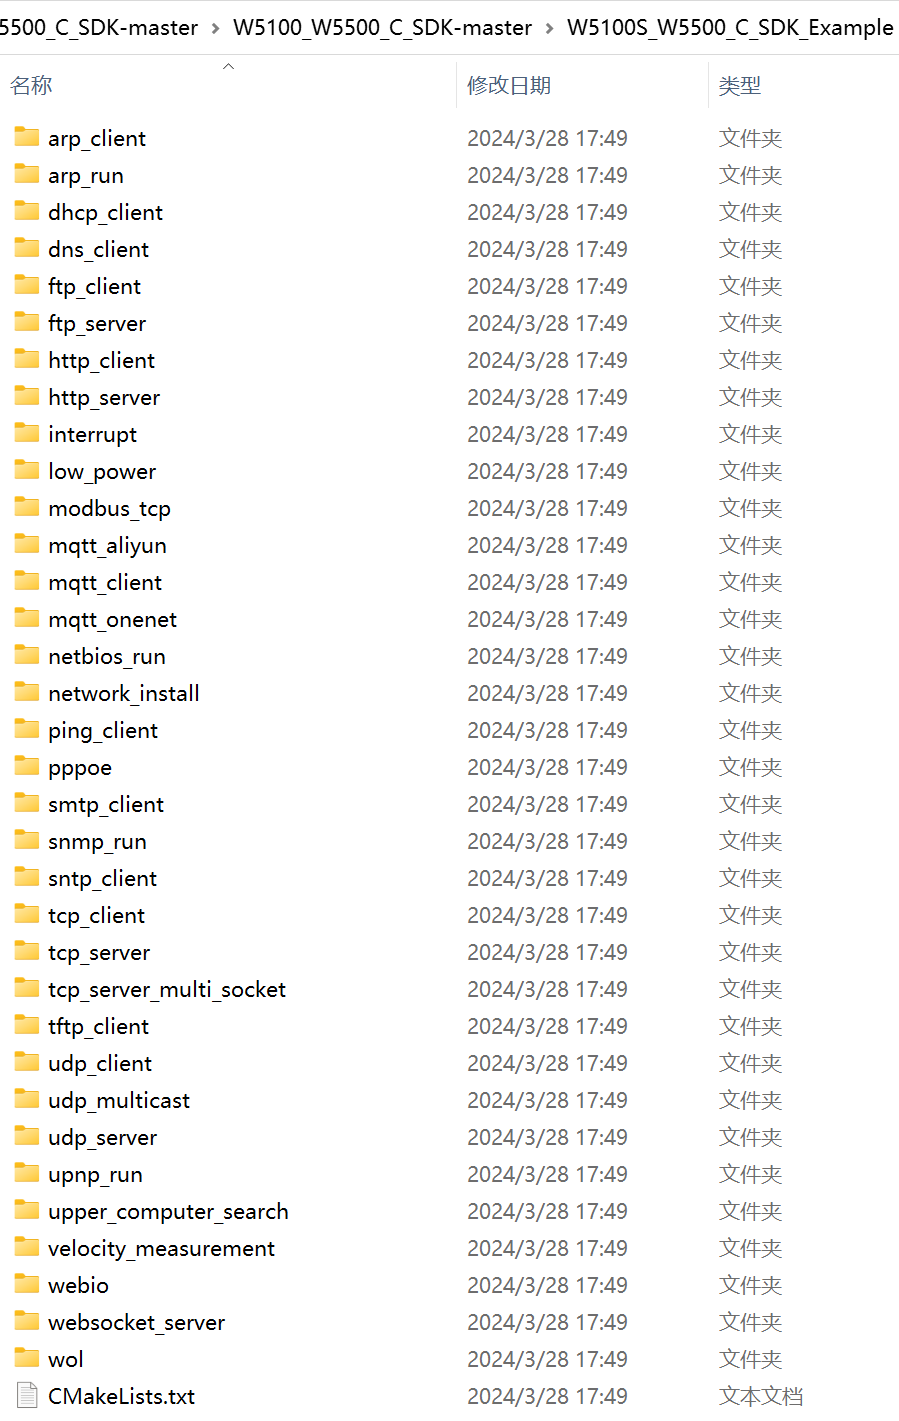 5500_C_SDK-master › W5100_W5500_C_SDK-master › W5100S_W5500_C_SDK_Example
名称 修改日期 类型
arp_client 2024/3/28 17:49 文件夹
arp_run 2024/3/28 17:49 文件夹
dhcp_client 2024/3/28 17:49 文件夹
dns_client 2024/3/28 17:49 文件夹
ftp_client 2024/3/28 17:49 文件夹
ftp_server 2024/3/28 17:49 文件夹
http_client 2024/3/28 17:49 文件夹
http_server 2024/3/28 17:49 文件夹
interrupt 2024/3/28 17:49 文件夹
low_power 2024/3/28 17:49 文件夹
modbus_tcp 2024/3/28 17:49 文件夹
mqtt_aliyun 2024/3/28 17:49 文件夹
mqtt_client 2024/3/28 17:49 文件夹
mqtt_onenet 2024/3/28 17:49 文件夹
netbios_run 2024/3/28 17:49 文件夹
network_install 2024/3/28 17:49 文件夹
ping_client 2024/3/28 17:49 文件夹
pppoe 2024/3/28 17:49 文件夹
smtp_client 2024/3/28 17:49 文件夹
snmp_run 2024/3/28 17:49 文件夹
sntp_client 2024/3/28 17:49 文件夹
tcp_client 2024/3/28 17:49 文件夹
tcp_server 2024/3/28 17:49 文件夹
tcp_server_multi_socket 2024/3/28 17:49 文件夹
tftp_client 2024/3/28 17:49 文件夹
udp_client 2024/3/28 17:49 文件夹
udp_multicast 2024/3/28 17:49 文件夹
udp_server 2024/3/28 17:49 文件夹
upnp_run 2024/3/28 17:49 文件夹
upper_computer_search 2024/3/28 17:49 文件夹
velocity_measurement 2024/3/28 17:49 文件夹
webio 2024/3/28 17:49 文件夹
websocket_server 2024/3/28 17:49 文件夹
wol 2024/3/28 17:49 文件夹
CMakeLists.txt 2024/3/28 17:49 文本文档